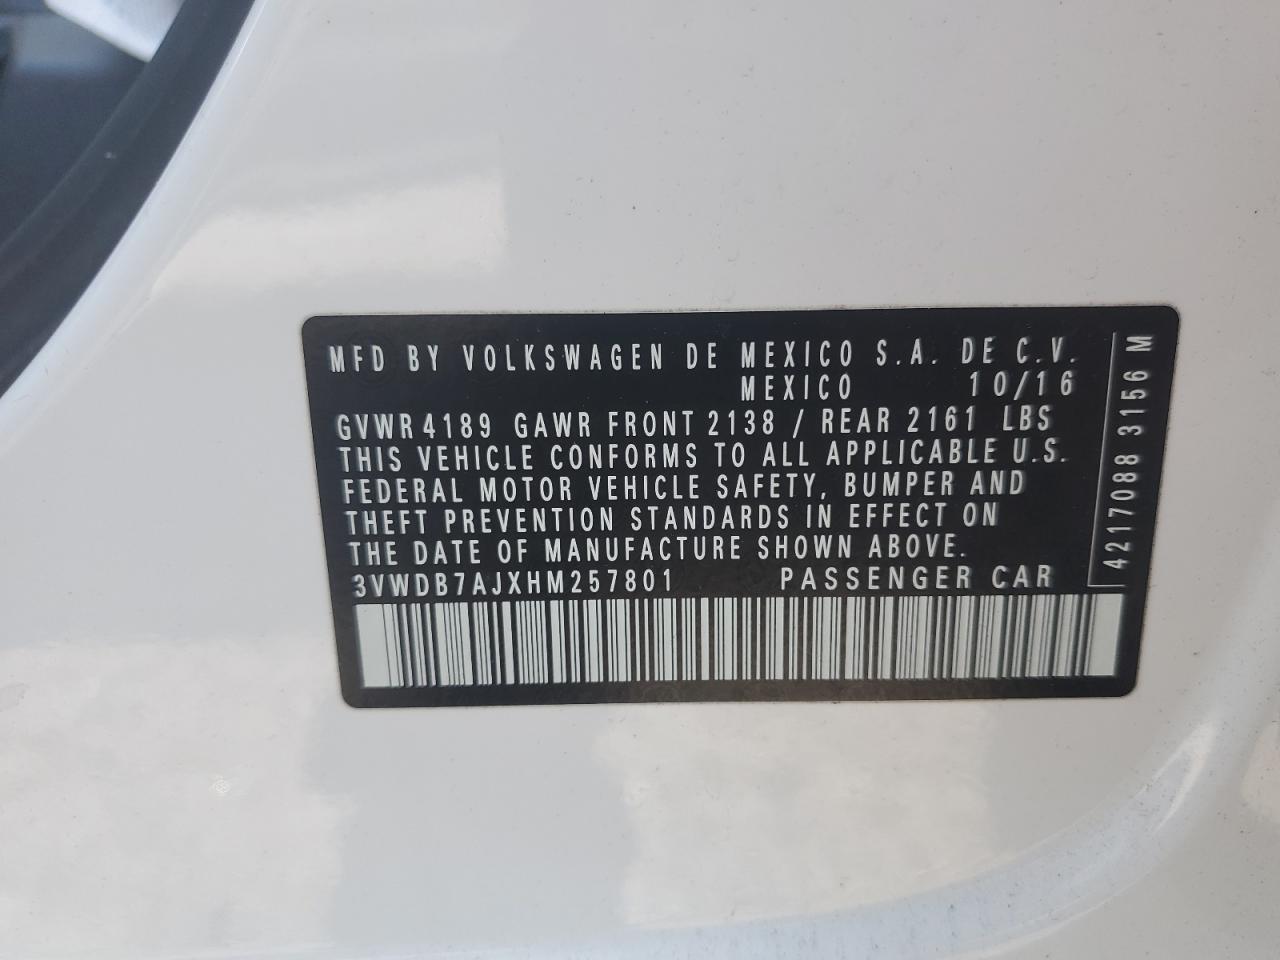 MFD BY VOLKSWAGEN DE MEXICO S.A. DE C.V.
MEXICO 10/16
GVWR 4189 GAWR FRONT 2138 / REAR 2161 LBS
THIS VEHICLE CONFORMS TO ALL APPLICABLE U.S.
FEDERAL MOTOR VEHICLE SAFETY, BUMPER AND
THEFT PREVENTION STANDARDS IN EFFECT ON
THE DATE OF MANUFACTURE SHOWN ABOVE.
3VWDB7AJXHM257801 PASSENGER CAR
4217088 3156 M